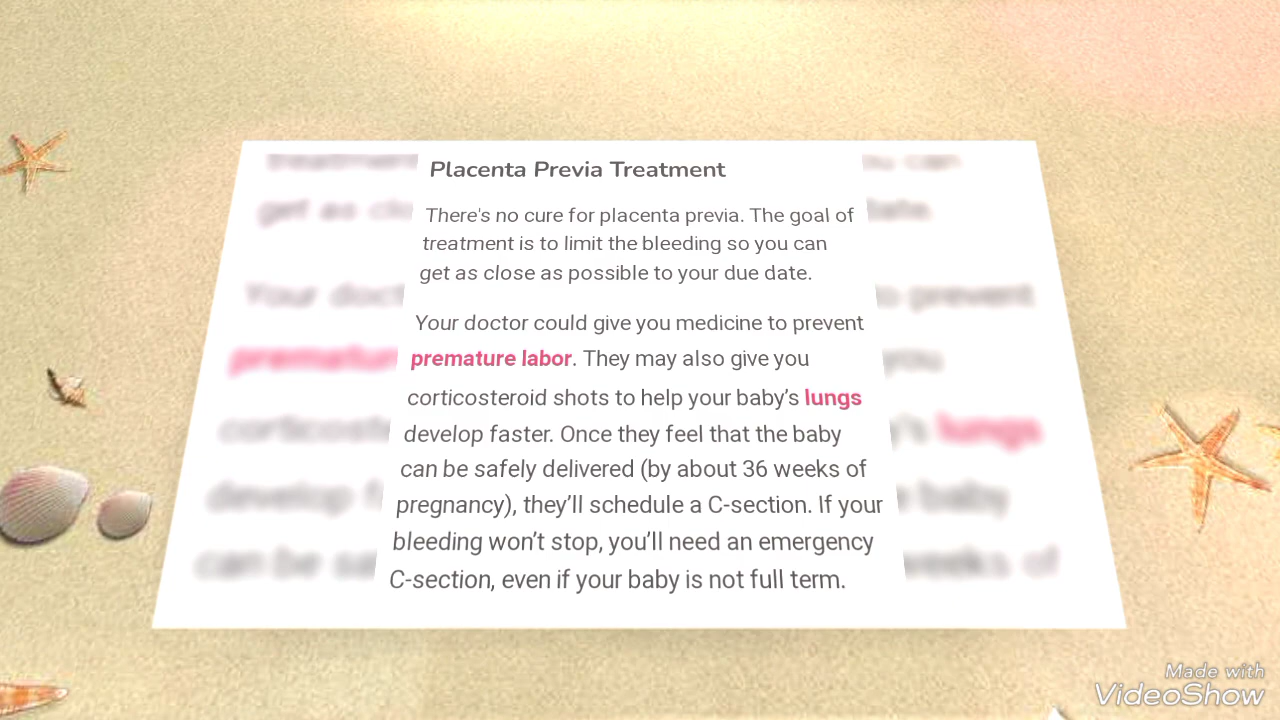 Placenta Previa Treatment
There's no cure for placenta previa. The goal of
treatment is to limit the bleeding so you can
get as close as possible to your due date.
Your doctor could give you medicine to prevent
premature labor. They may also give you
corticosteroid shots to help your baby’s lungs
develop faster. Once they feel that the baby
can be safely delivered (by about 36 weeks of
pregnancy), they’ll schedule a C-section. If your
bleeding won’t stop, you’ll need an emergency
C-section, even if your baby is not full term.
Made with
VideoShow